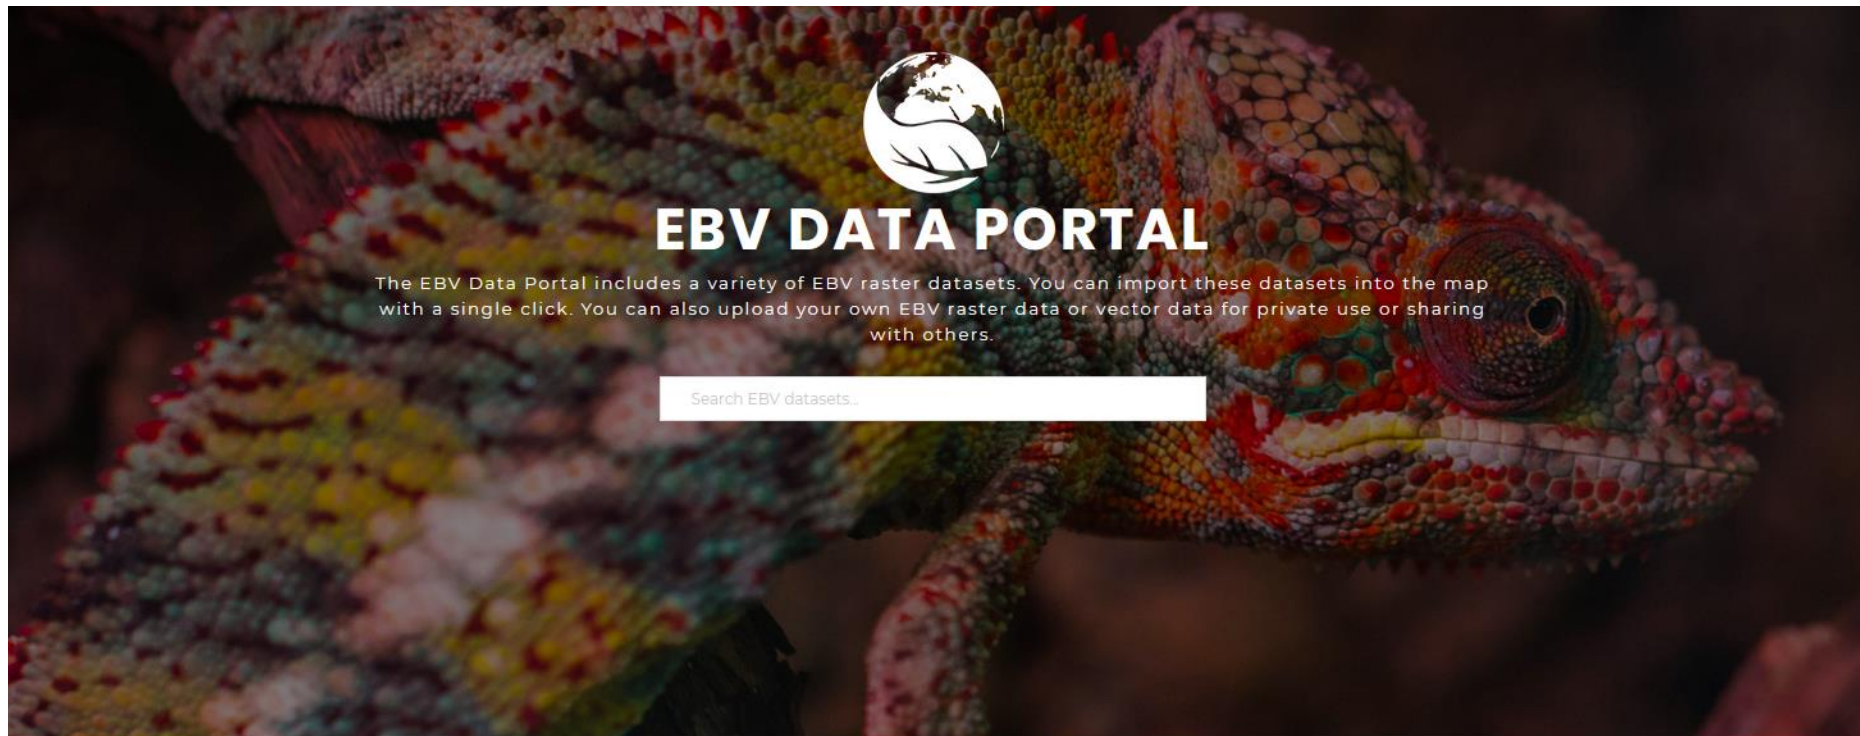 EBV DATA PORTAL
The EBV Data Portal includes a variety of EBV raster datasets. You can import these datasets into the map
with a single click. You can also upload your own EBV raster data or vector data for private use or sharing
with others.
Search EBV datasets...